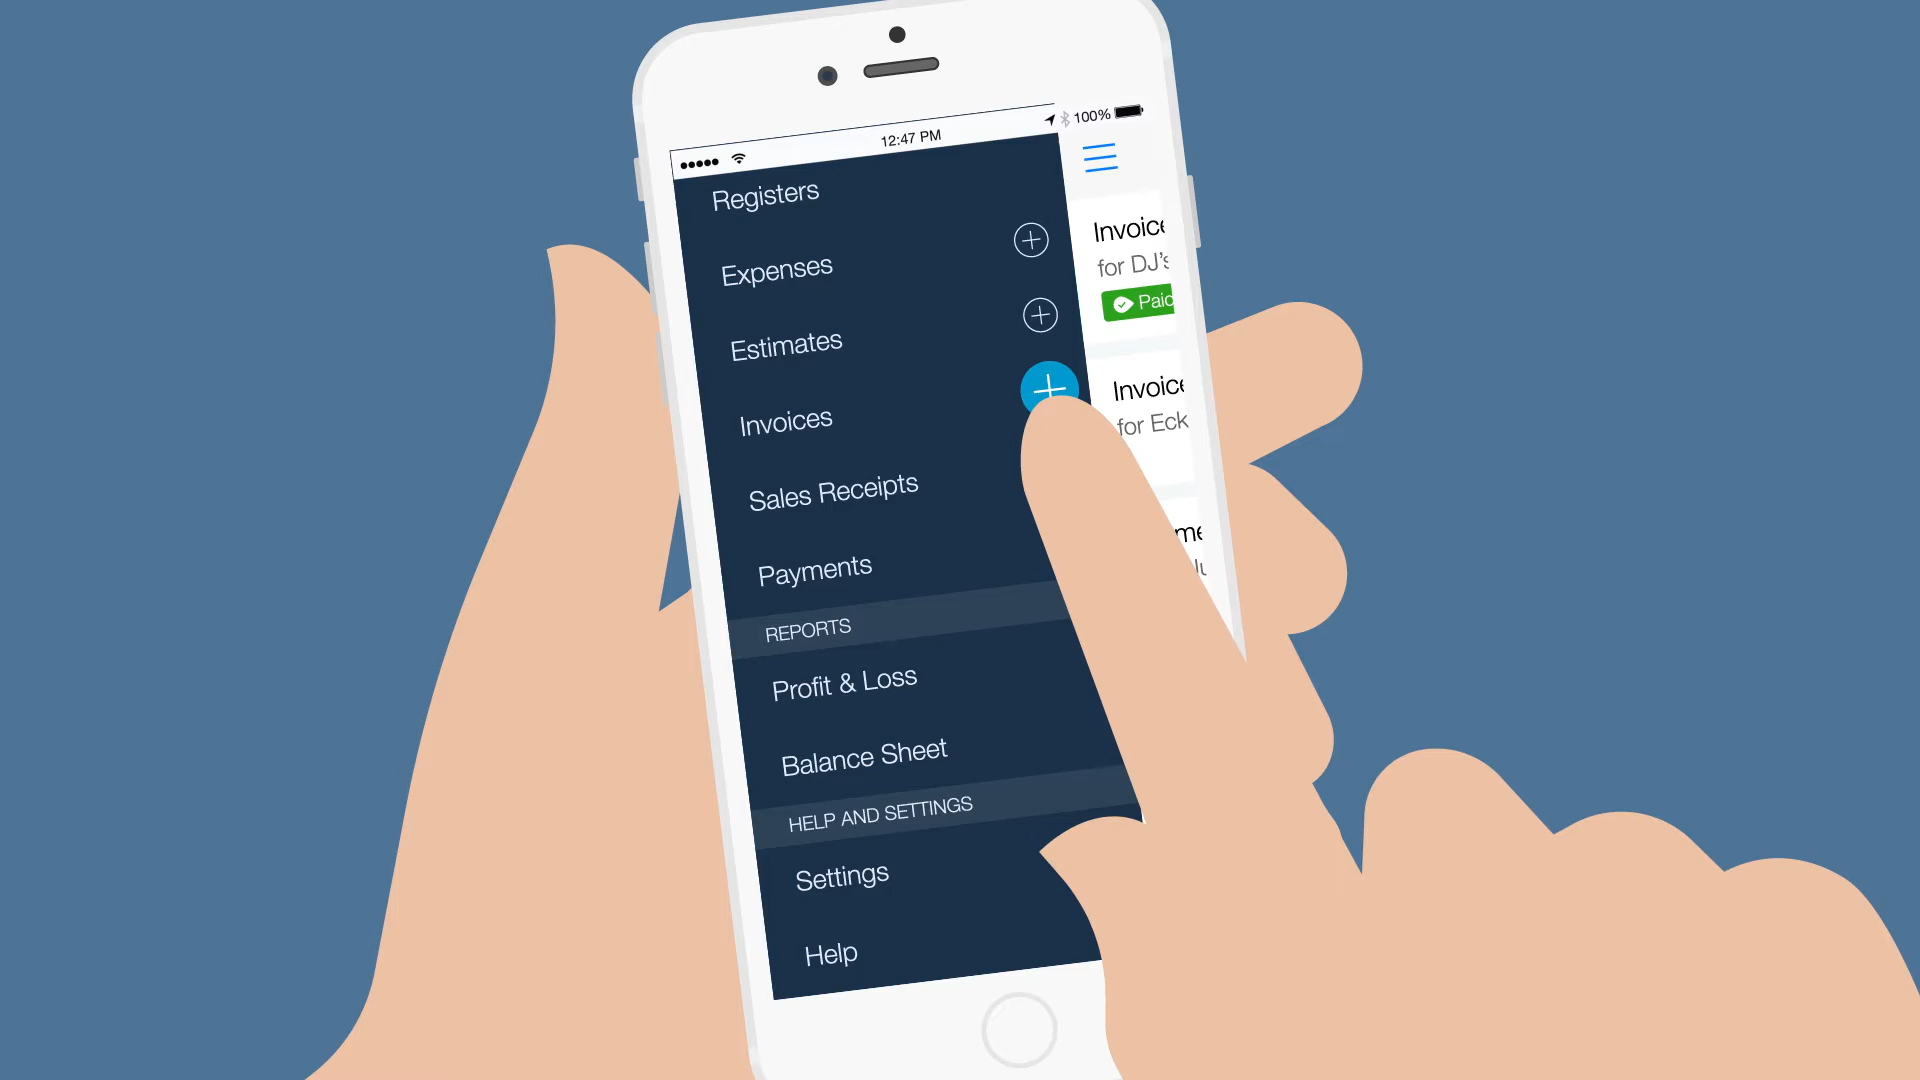 12:47 PM
100%
Registers
Expenses
Estimates
Invoices
Sales Receipts
Payments
REPORTS
Profit & Loss
Balance Sheet
HELP AND SETTINGS
Settings
Help
Invoice
for DJ's
Paid
Invoice
for Eck